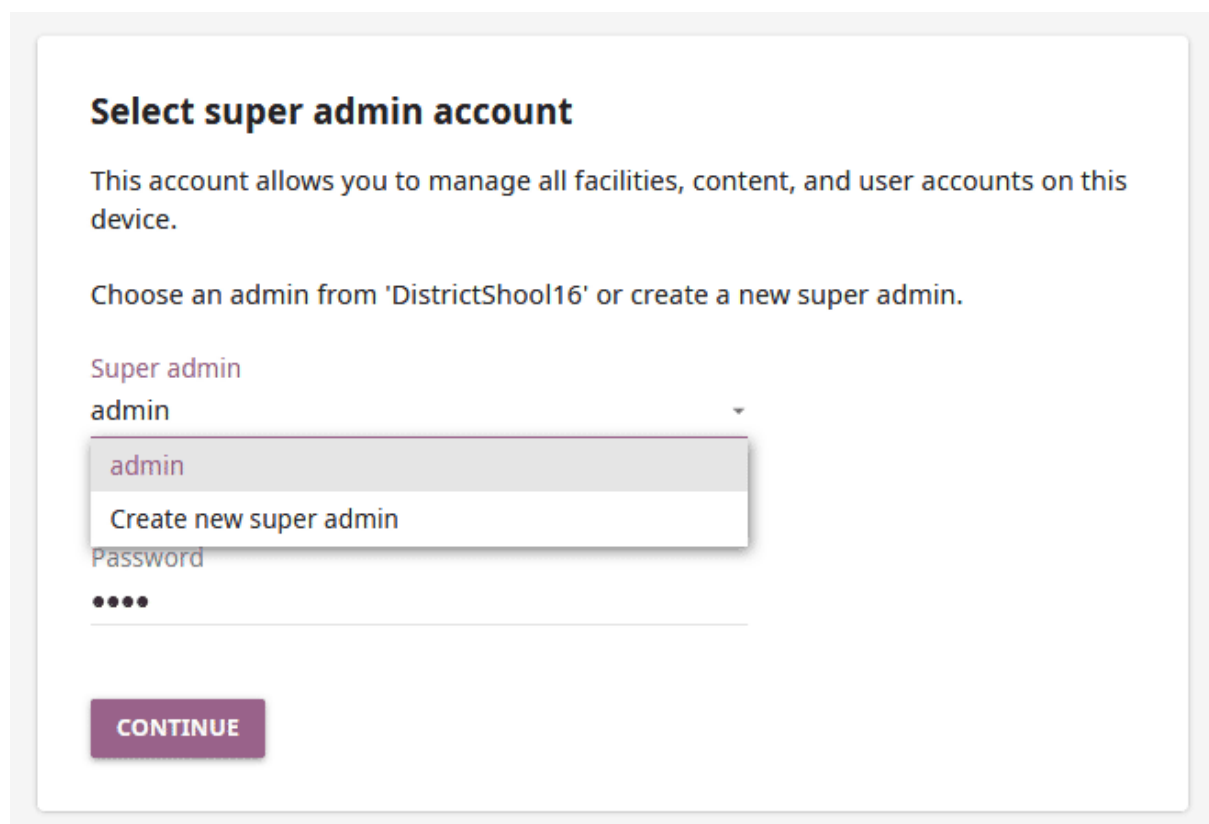 Select super admin account
This account allows you to manage all facilities, content, and user accounts on this
device.
Choose an admin from 'DistrictShool16' or create a new super admin.
Super admin
admin
admin
Create new super admin
Password
••••
CONTINUE